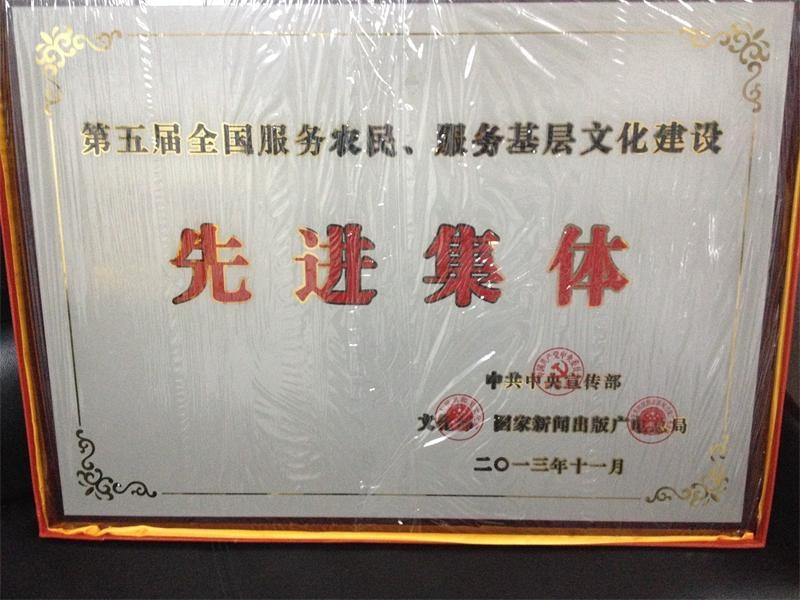 第五届全国服务农民、服务基层文化建设
先进集体
中共中央宣传部
文化部 国家新闻出版广电总局
二〇一三年十一月